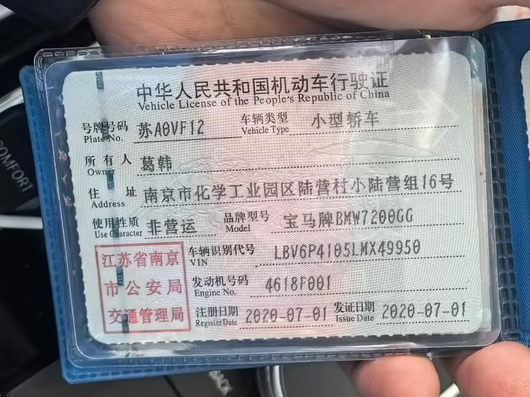 中华人民共和国机动车行驶证
Vehicle License of the People's Republic of China
号牌号码 苏A0VF12 车辆类型 小型轿车
Plate No. Vehicle Type
所有人 葛韩
Owner
住址 南京市化学工业园区陆营村小陆营组16号
Address
使用性质 非营运 品牌型号 宝马牌BMW7200GG
Use Character Model
江苏省南京 车辆识别代号 LBV6P4105LMX49950
VIN
市公安局 发动机号码 4618F001
Engine No.
交通管理局 注册日期 2020-07-01 发证日期 2020-07-01
Register Date Issue Date
COMFORT